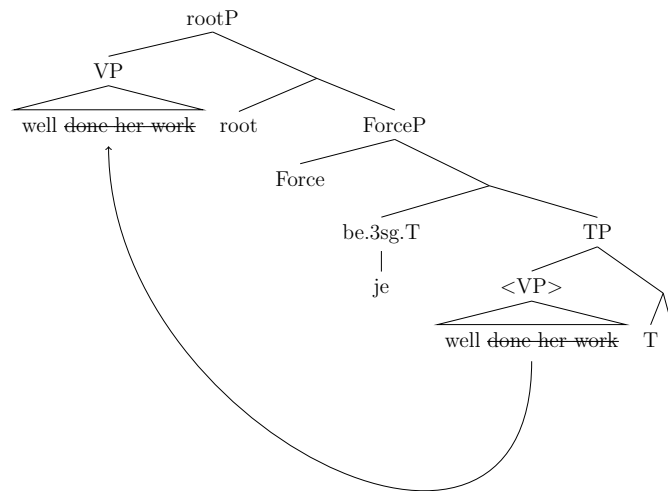 rootP
VP
well done her work
root
ForceP
Force
be.3sg.T
TP
je
<VP>
well done her work
T